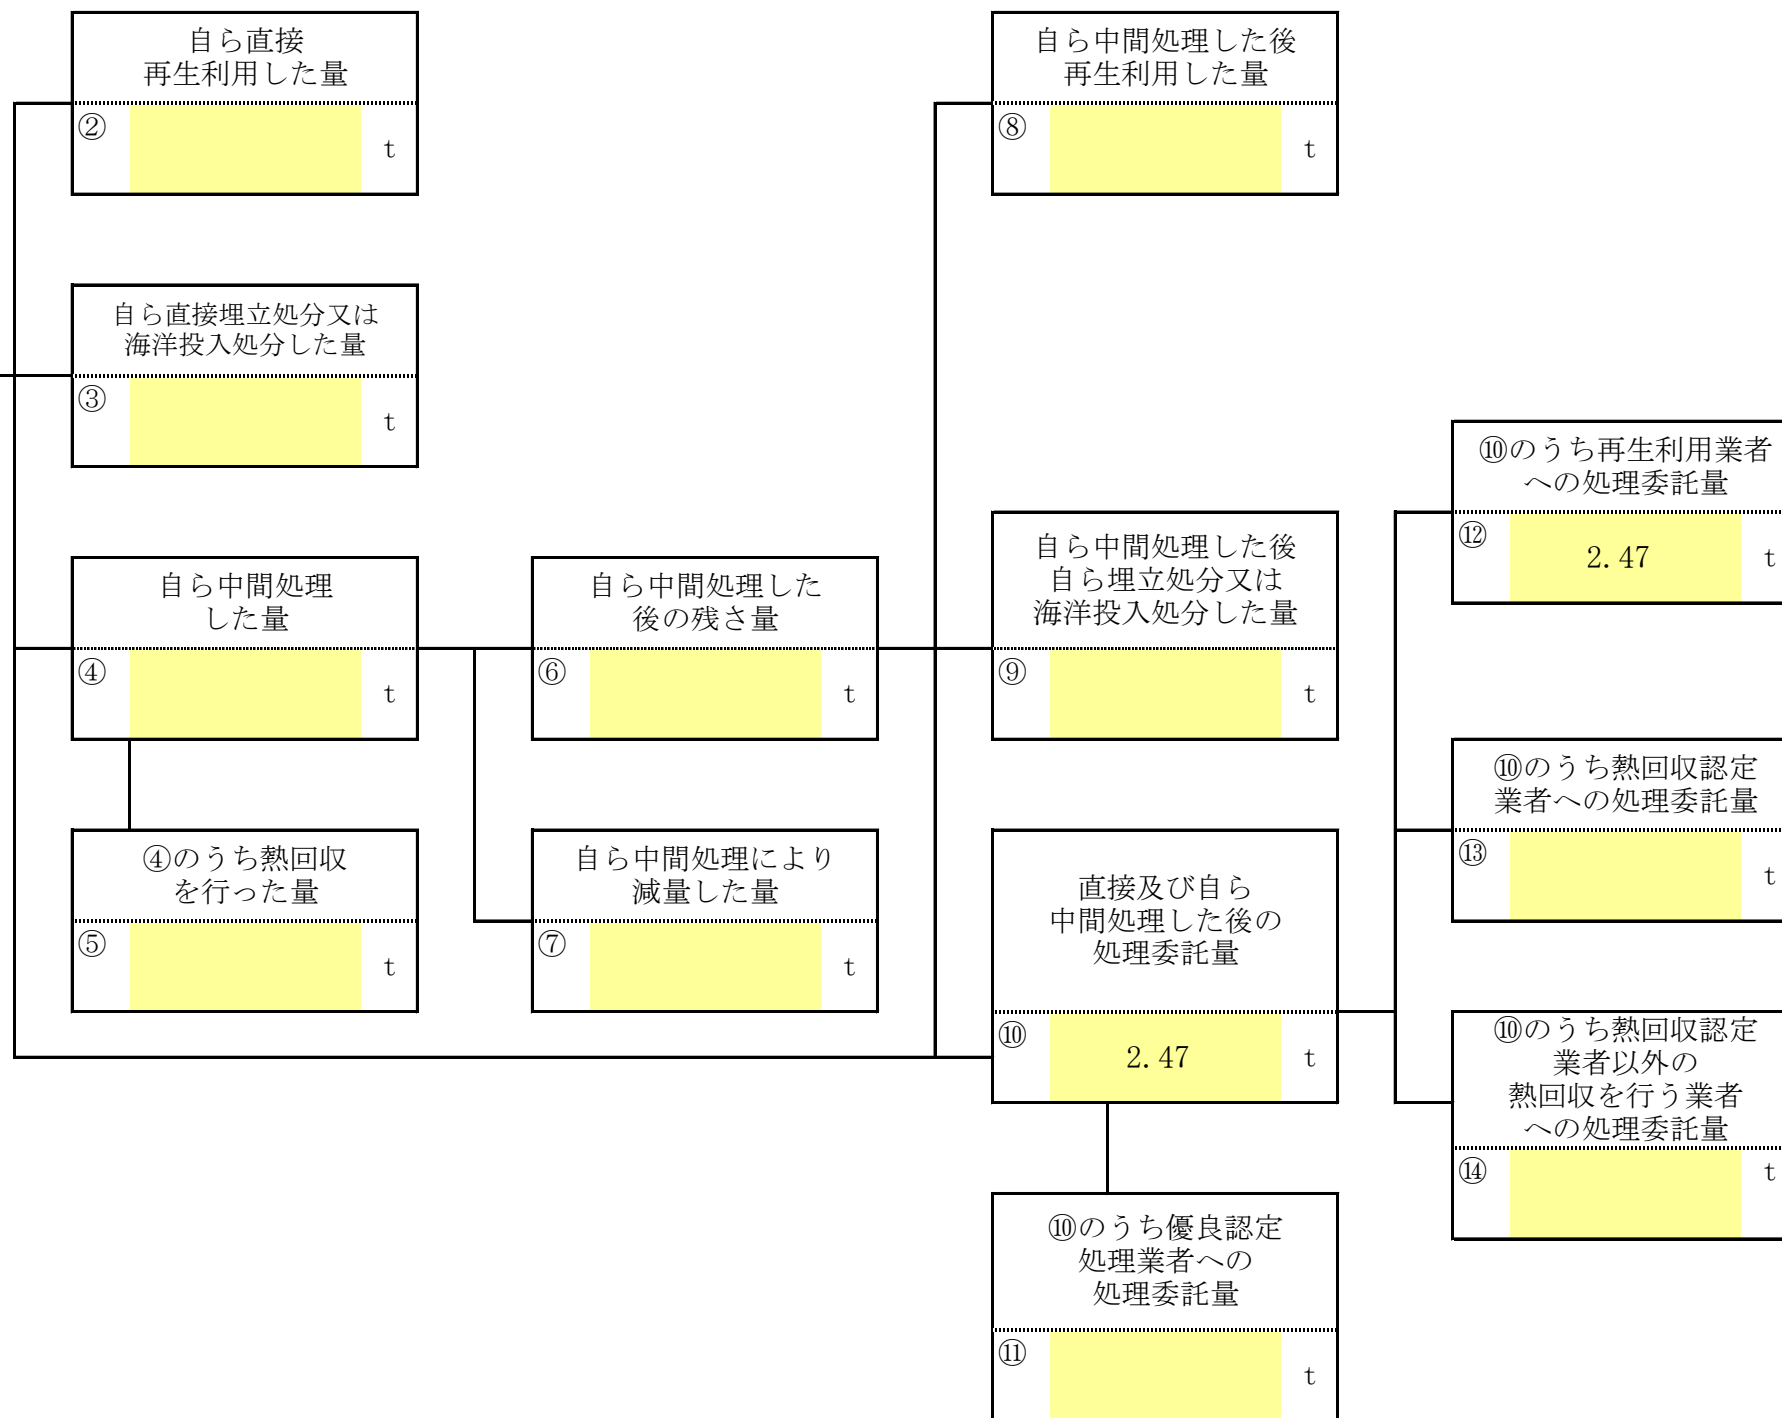 自ら直接
再生利用した量
②
t
自ら中間処理した後
再生利用した量
⑧
t
自ら直接埋立処分又は
海洋投入処分した量
③
t
⑩のうち再生利用業者
への処理委託量
⑫
2.47
t
自ら中間処理
した量
④
t
自ら中間処理した
後の残さ量
⑥
t
自ら中間処理した後
自ら埋立処分又は
海洋投入処分した量
⑨
t
⑩のうち熱回収認定
業者への処理委託量
⑬
t
④のうち熱回収
を行った量
⑤
t
自ら中間処理により
減量した量
⑦
t
直接及び自ら
中間処理した後の
処理委託量
⑩
2.47
t
⑩のうち熱回収認定
業者以外の
熱回収を行う業者
への処理委託量
⑭
t
⑩のうち優良認定
処理業者への
処理委託量
⑪
t